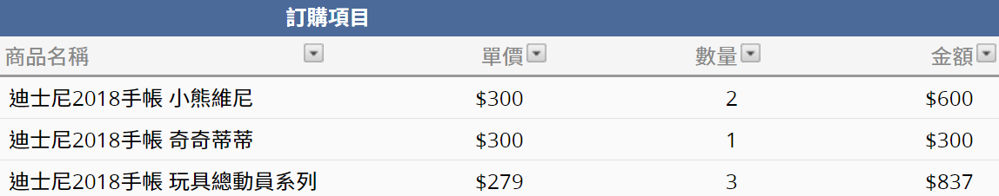 訂購項目
商品名稱 單價 數量 金額
迪士尼2018手帳 小熊維尼 $300 2 $600
迪士尼2018手帳 奇奇蒂蒂 $300 1 $300
迪士尼2018手帳 玩具總動員系列 $279 3 $837